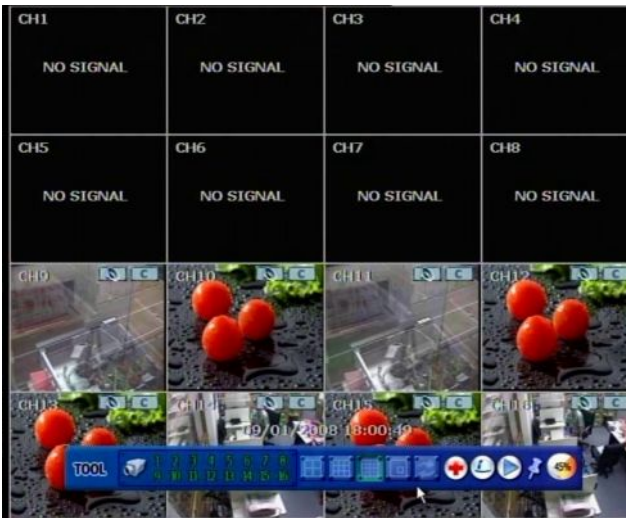 CH1 CH2 CH3 CH4
NO SIGNAL NO SIGNAL NO SIGNAL NO SIGNAL
CH5 CH6 CH7 CH8
NO SIGNAL NO SIGNAL NO SIGNAL NO SIGNAL
CH9 C CH10 C CH11 C CH12 C
CH13 CH14 CH15
09/01/2008 18:00:49
TOOL 1 2 3 4 5 6 7 8
9 10 11 12 13 14 15 16
45%